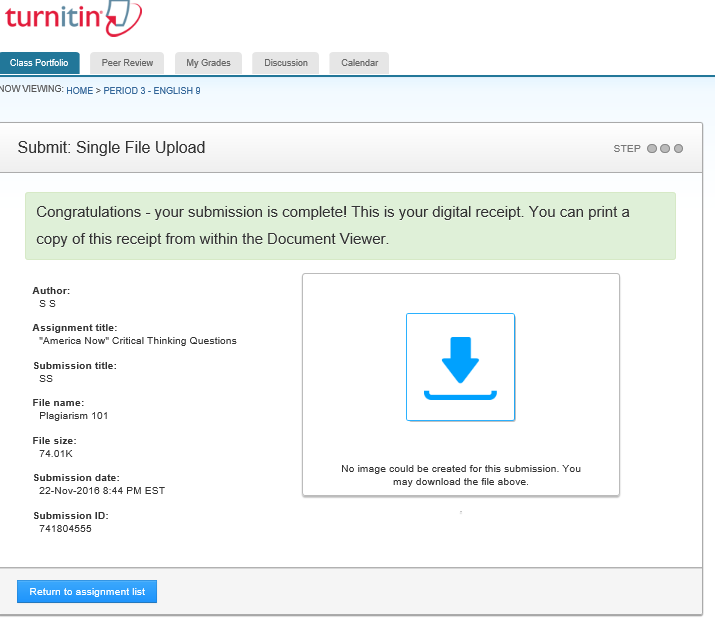 turnitin
Class Portfolio
Peer Review
My Grades
Discussion
Calendar
NOW VIEWING: HOME > PERIOD 3 - ENGLISH 9
Submit: Single File Upload
STEP
Congratulations - your submission is complete! This is your digital receipt. You can print a
copy of this receipt from within the Document Viewer.
Author:
S S
Assignment title:
"America Now" Critical Thinking Questions
Submission title:
SS
File name:
Plagiarism 101
File size:
74.01K
Submission date:
22-Nov-2016 8:44 PM EST
Submission ID:
741804555
No image could be created for this submission. You
may download the file above.
Return to assignment list